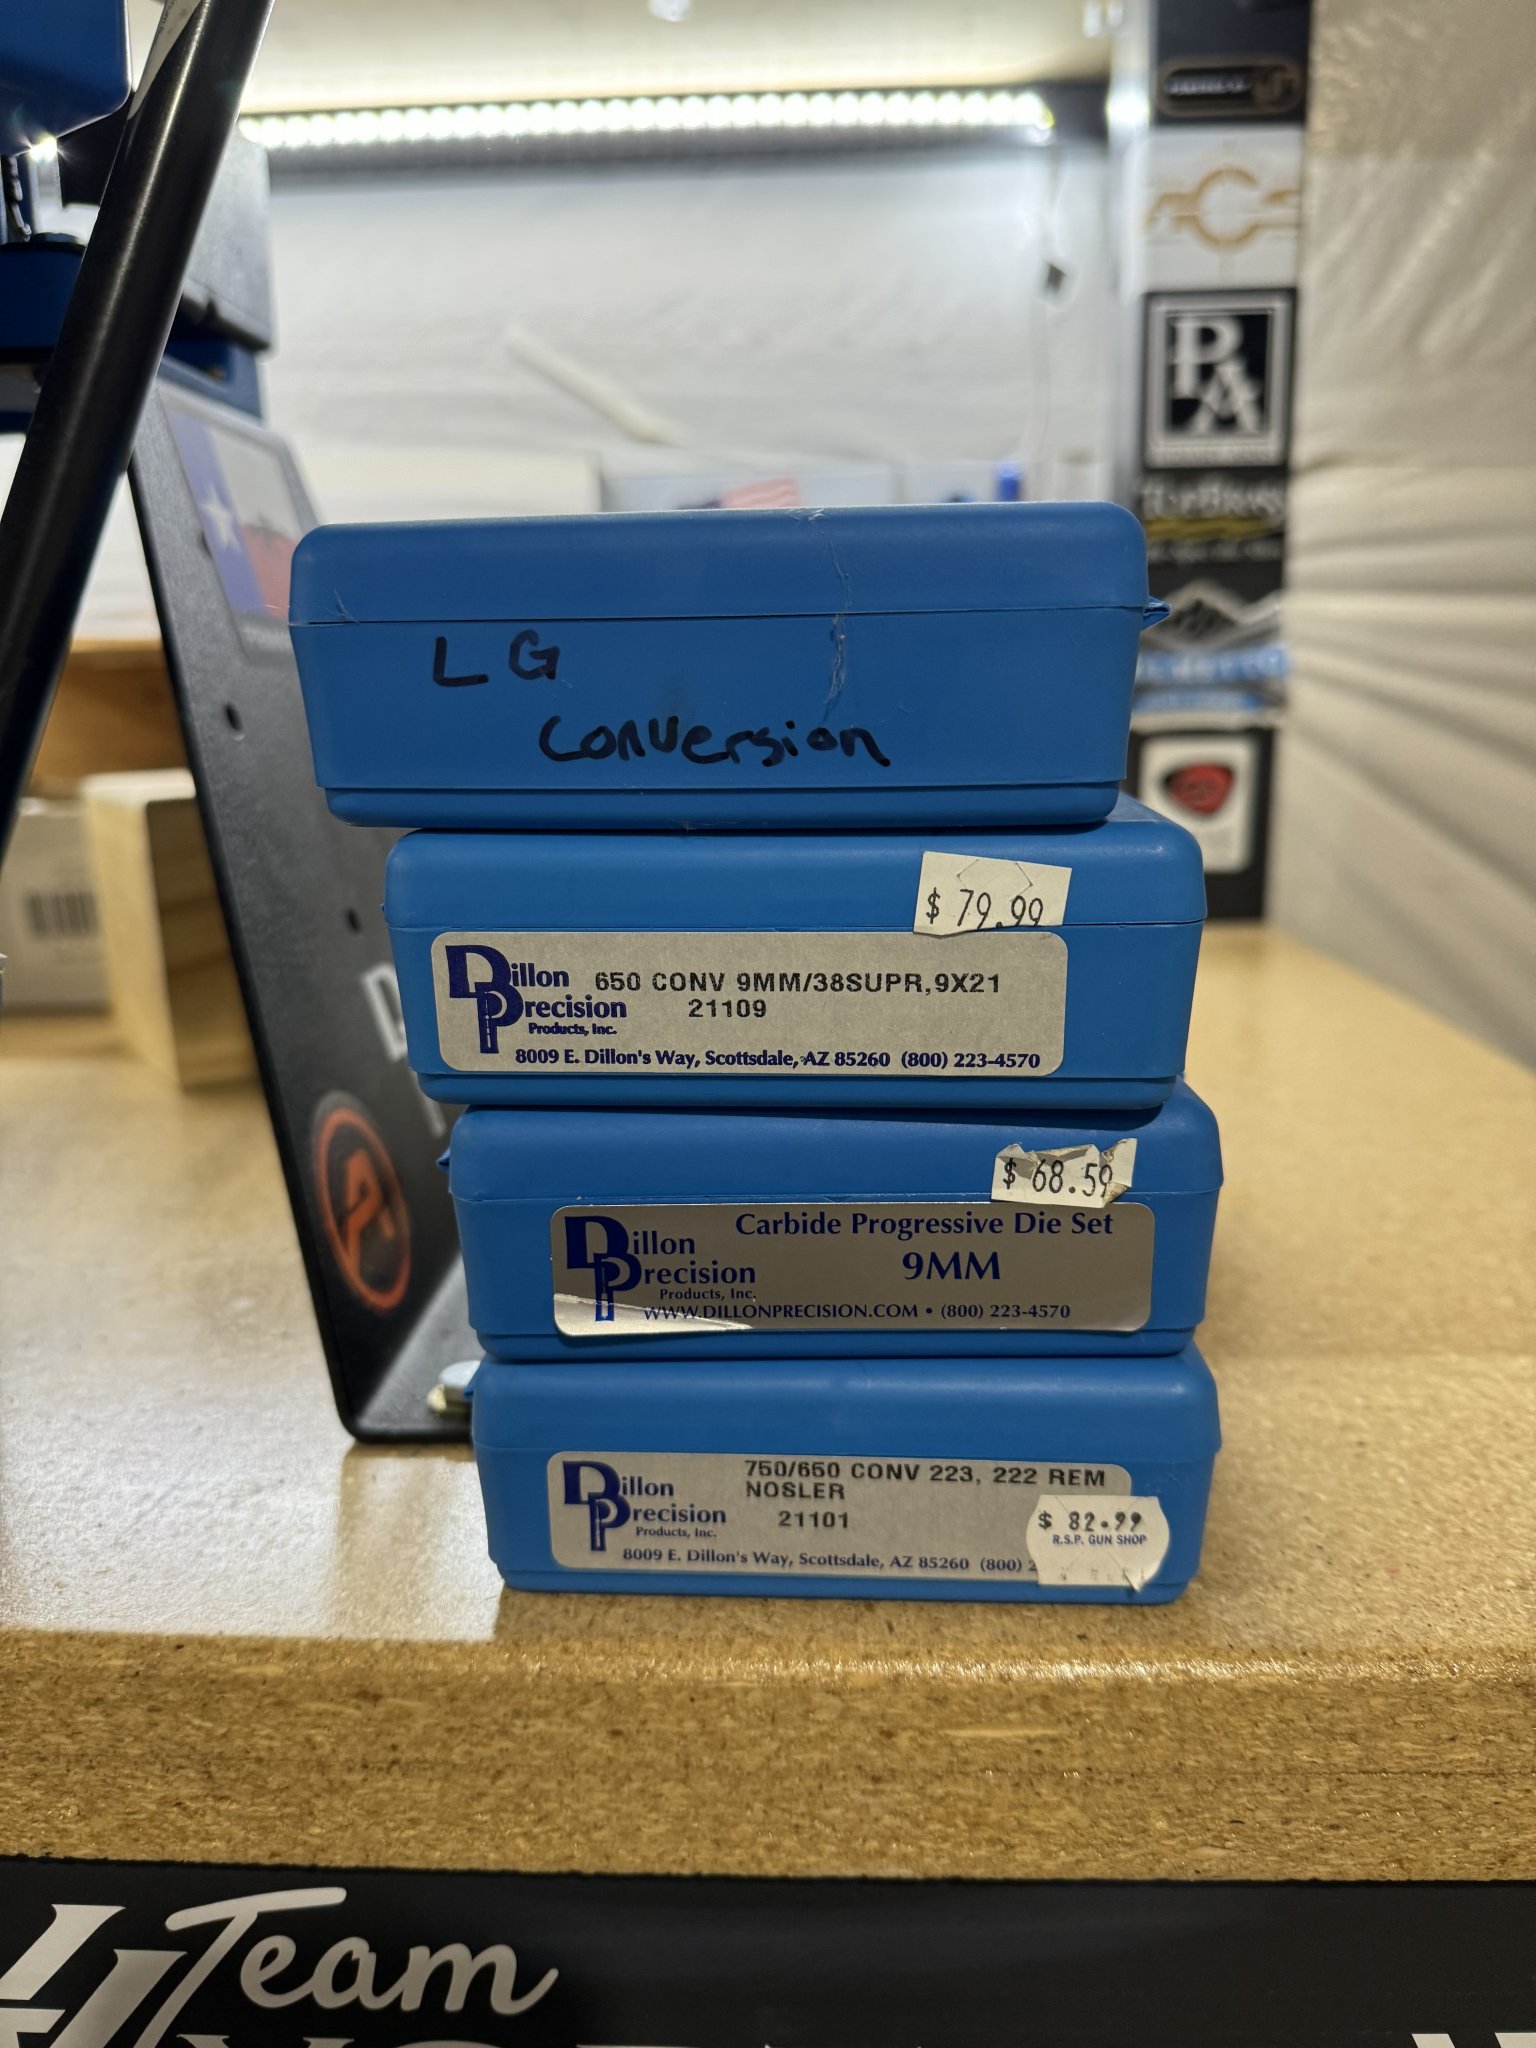 PA
LG
conversion
$ 79.99
Dillon
Precision
Products, Inc.
650 CONV 9MM/38SUPR,9X21
21109
8009 E. Dillon's Way, Scottsdale, AZ 85260 (800) 223-4570
$ 68.59
Dillon
Precision
Products, Inc.
Carbide Progressive Die Set
9MM
WWW.DILLONPRECISION.COM • (800) 223-4570
Dillon
Precision
Products, Inc.
750/650 CONV 223, 222 REM
NOSLER
21101
8009 E. Dillon's Way, Scottsdale, AZ 85260 (800)
$ 82.99
R.S.P. GUN SHOP
Team